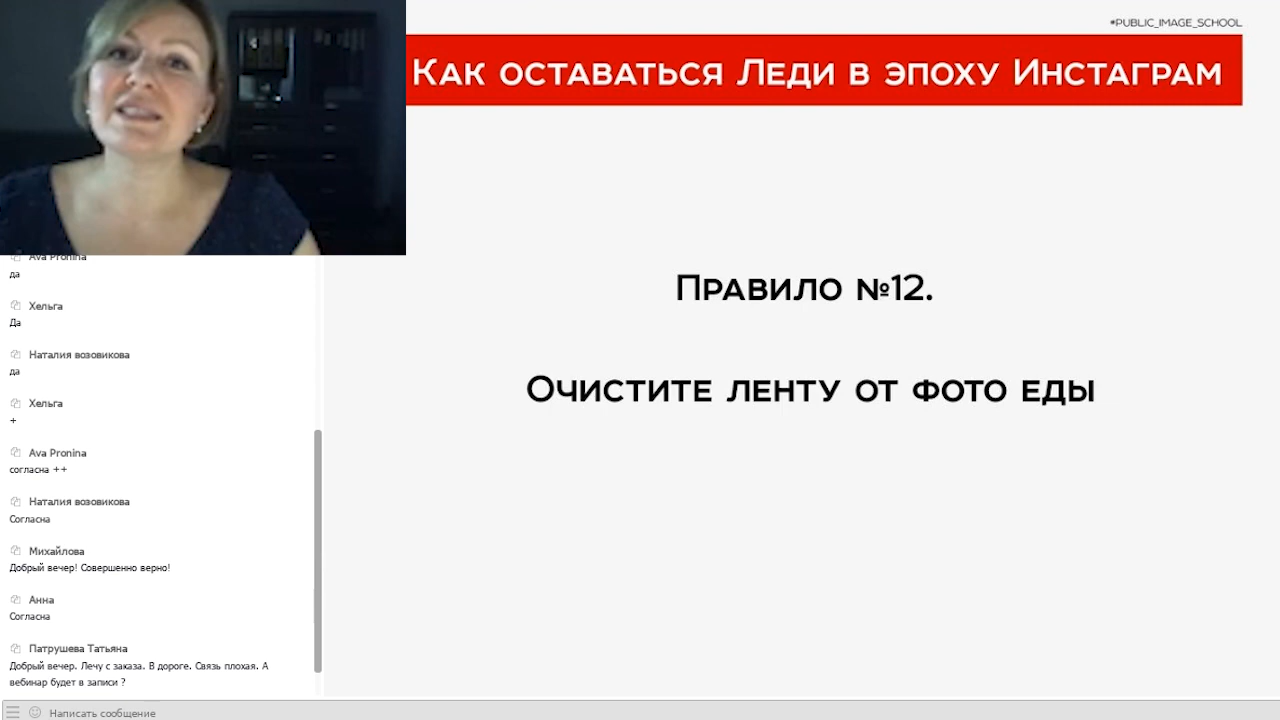 #PUBLIC_IMAGE_SCHOOL
Как оставаться Леди в эпоху Инстаграм
Правило №12.
Очистите ленту от фото еды
Ava Pronina
да
Хельга
Да
Наталия возовикова
да
Хельга
+
Ava Pronina
согласна ++
Наталия возовикова
Согласна
Михайлова
Добрый вечер! Совершенно верно!
Анна
Согласна
Патрушева Татьяна
Добрый вечер. Лечу с заказа. В дороге. Связь плохая. А
вебинар будет в записи ?
Написать сообщение